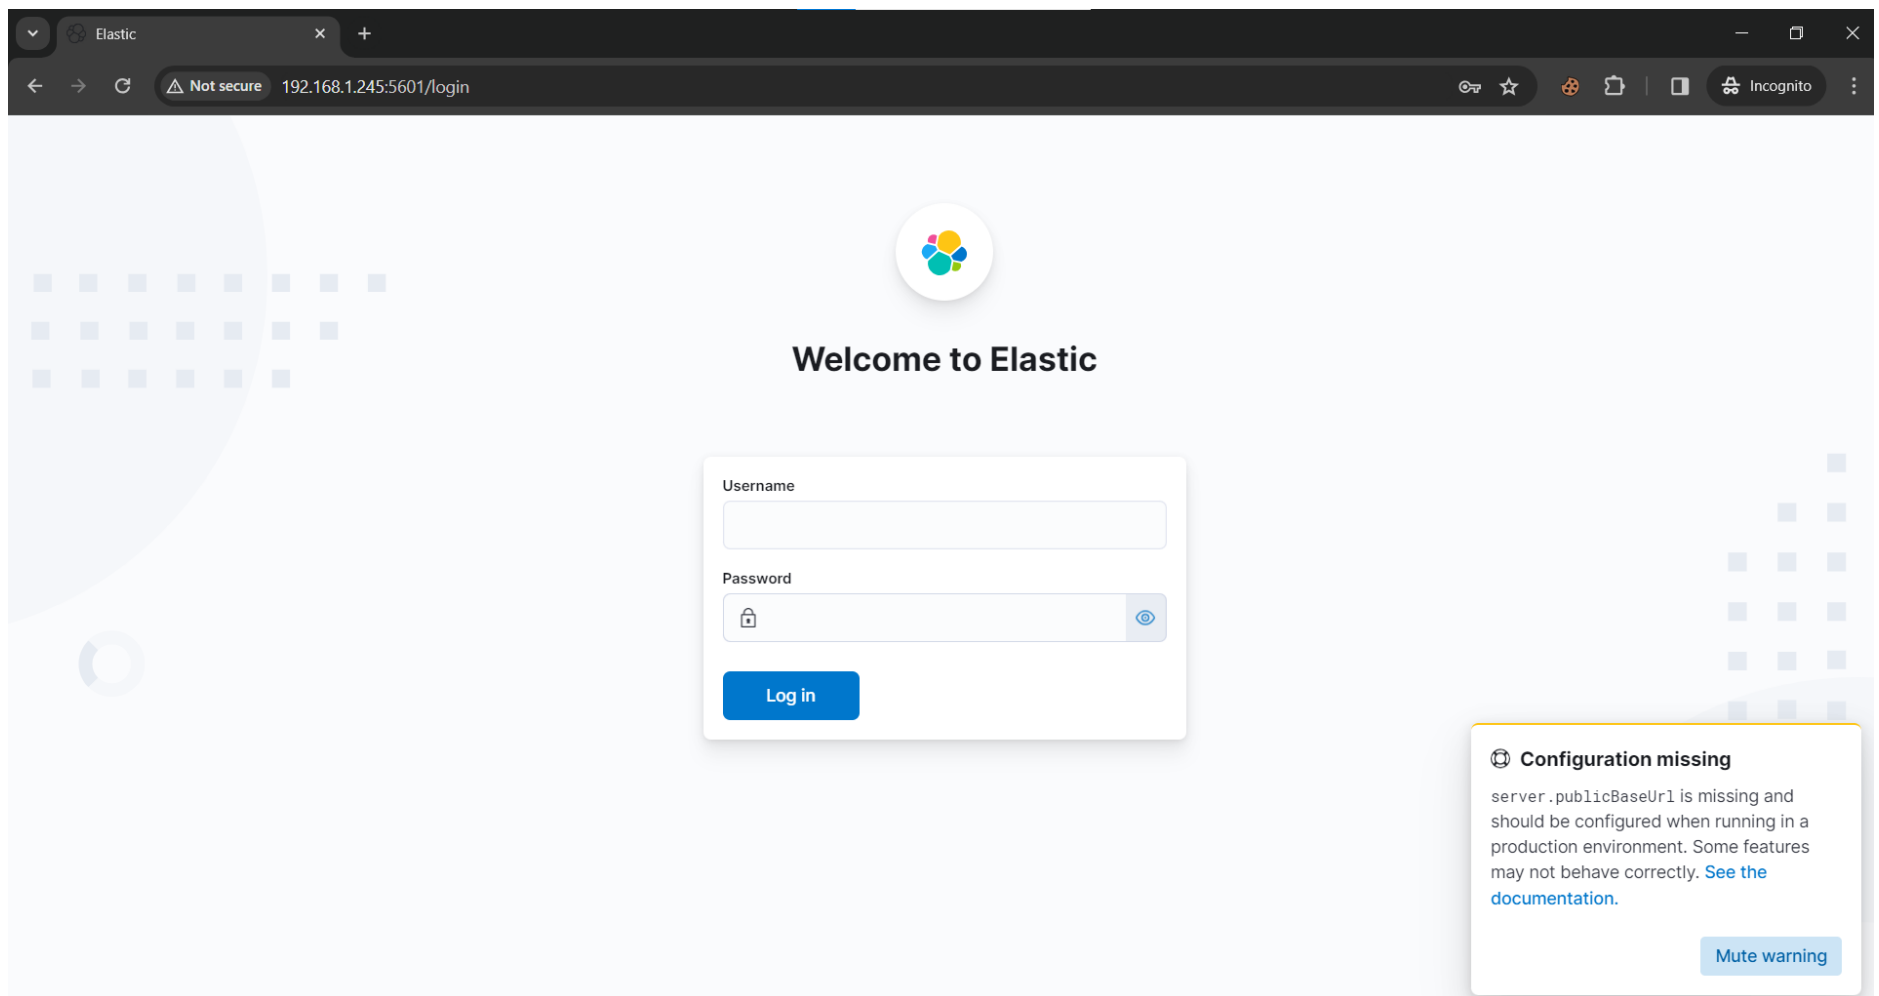 Elastic
Not secure
192.168.1.245:5601/login
Incognito
Welcome to Elastic
Username
Password
Log in
Configuration missing
server.publicBaseUrl is missing and
should be configured when running in a
production environment. Some features
may not behave correctly. See the
documentation.
Mute warning